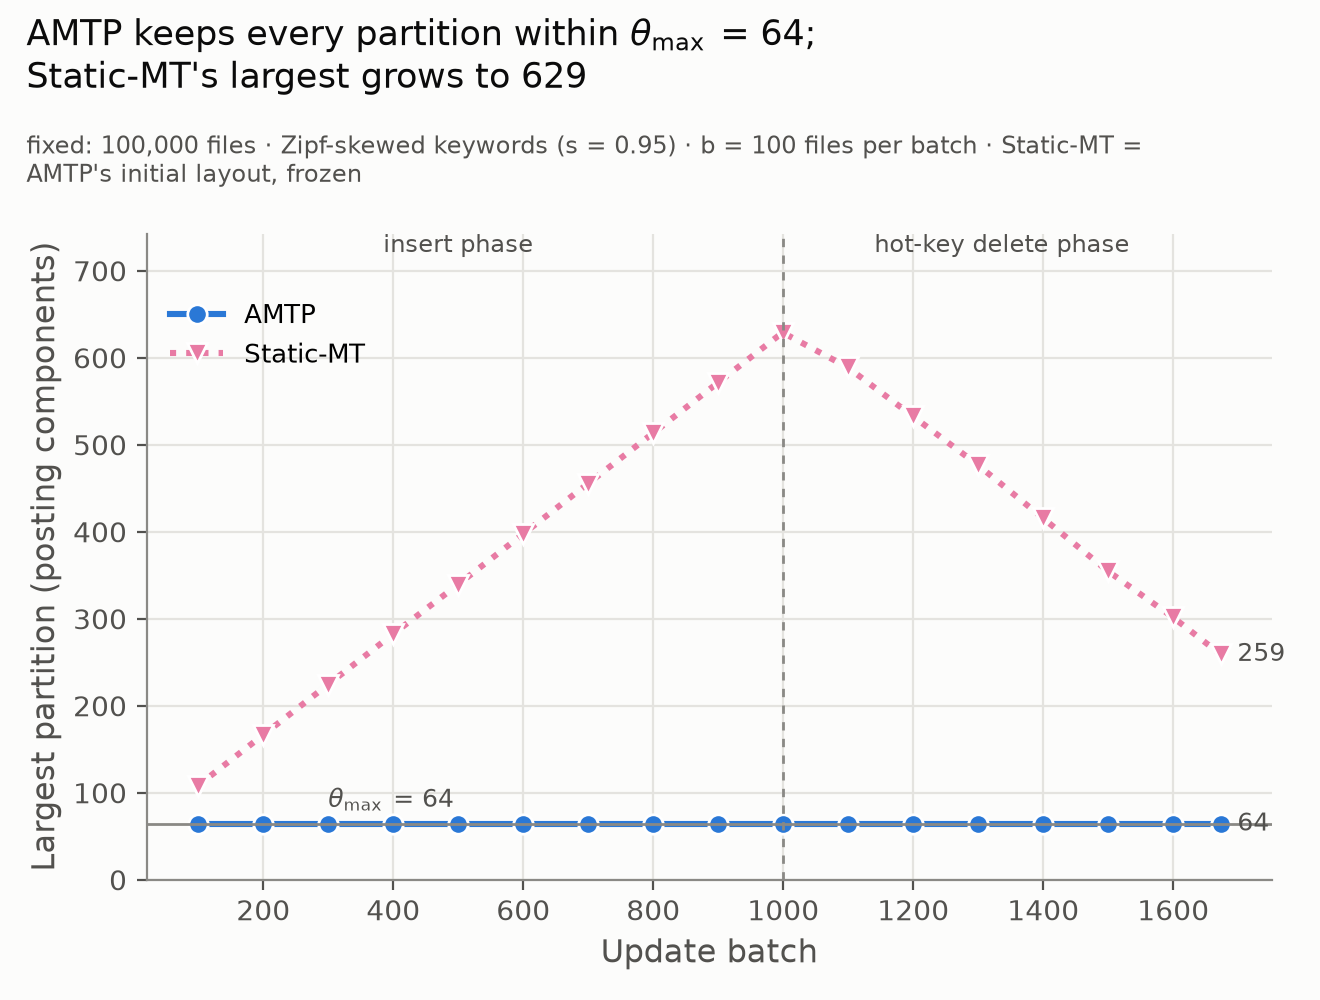 AMTP keeps every partition within θmax = 64;
Static-MT's largest grows to 629
fixed: 100,000 files · Zipf-skewed keywords (s = 0.95) · b = 100 files per batch · Static-MT =
AMTP's initial layout, frozen
insert phase
hot-key delete phase
Largest partition (posting components)
700
600
500
400
300
200
100
0
AMTP
Static-MT
259
θmax = 64
64
200
400
600
800
1000
1200
1400
1600
Update batch